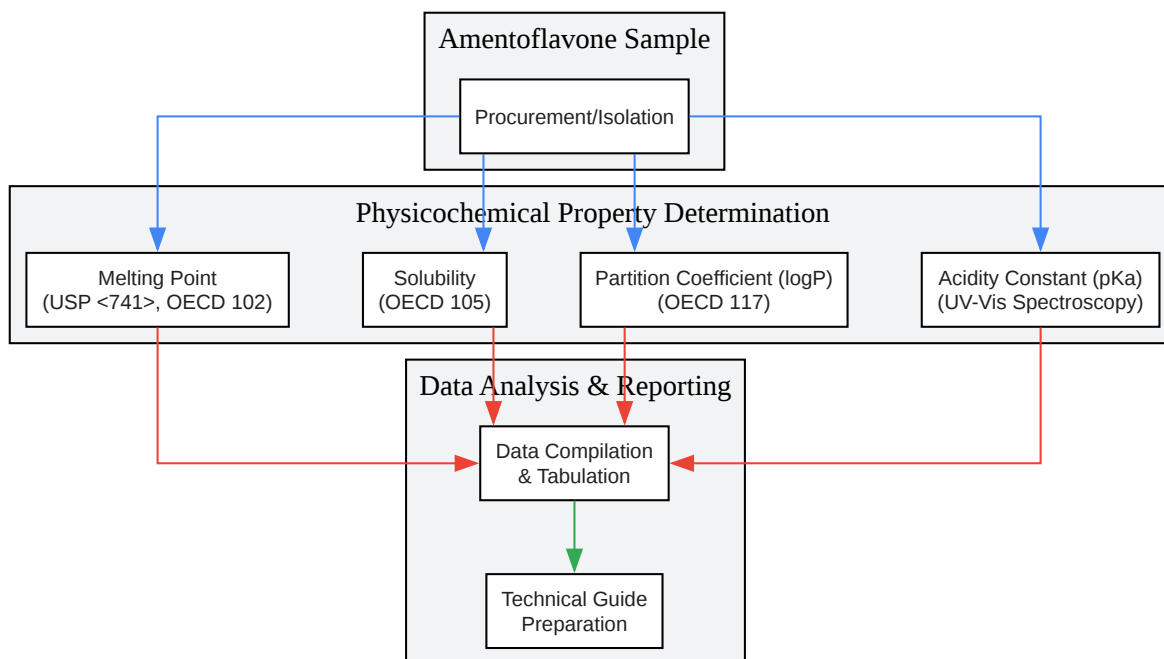 Amentoflavone Sample
Procurement/Isolation
Physicochemical Property Determination
Melting Point
(USP <741>, OECD 102)
Solubility
(OECD 105)
Partition Coefficient (logP)
(OECD 117)
Acidity Constant (pKa)
(UV-Vis Spectroscopy)
Data Analysis & Reporting
Data Compilation
& Tabulation
Technical Guide
Preparation